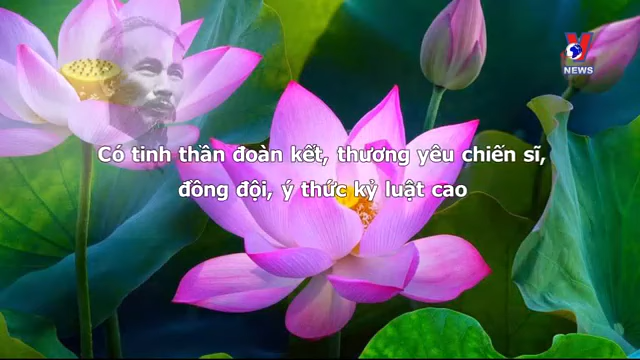 V
NEWS
Có tinh thần đoàn kết, thương yêu chiến sĩ,
đồng đội, ý thức kỷ luật cao